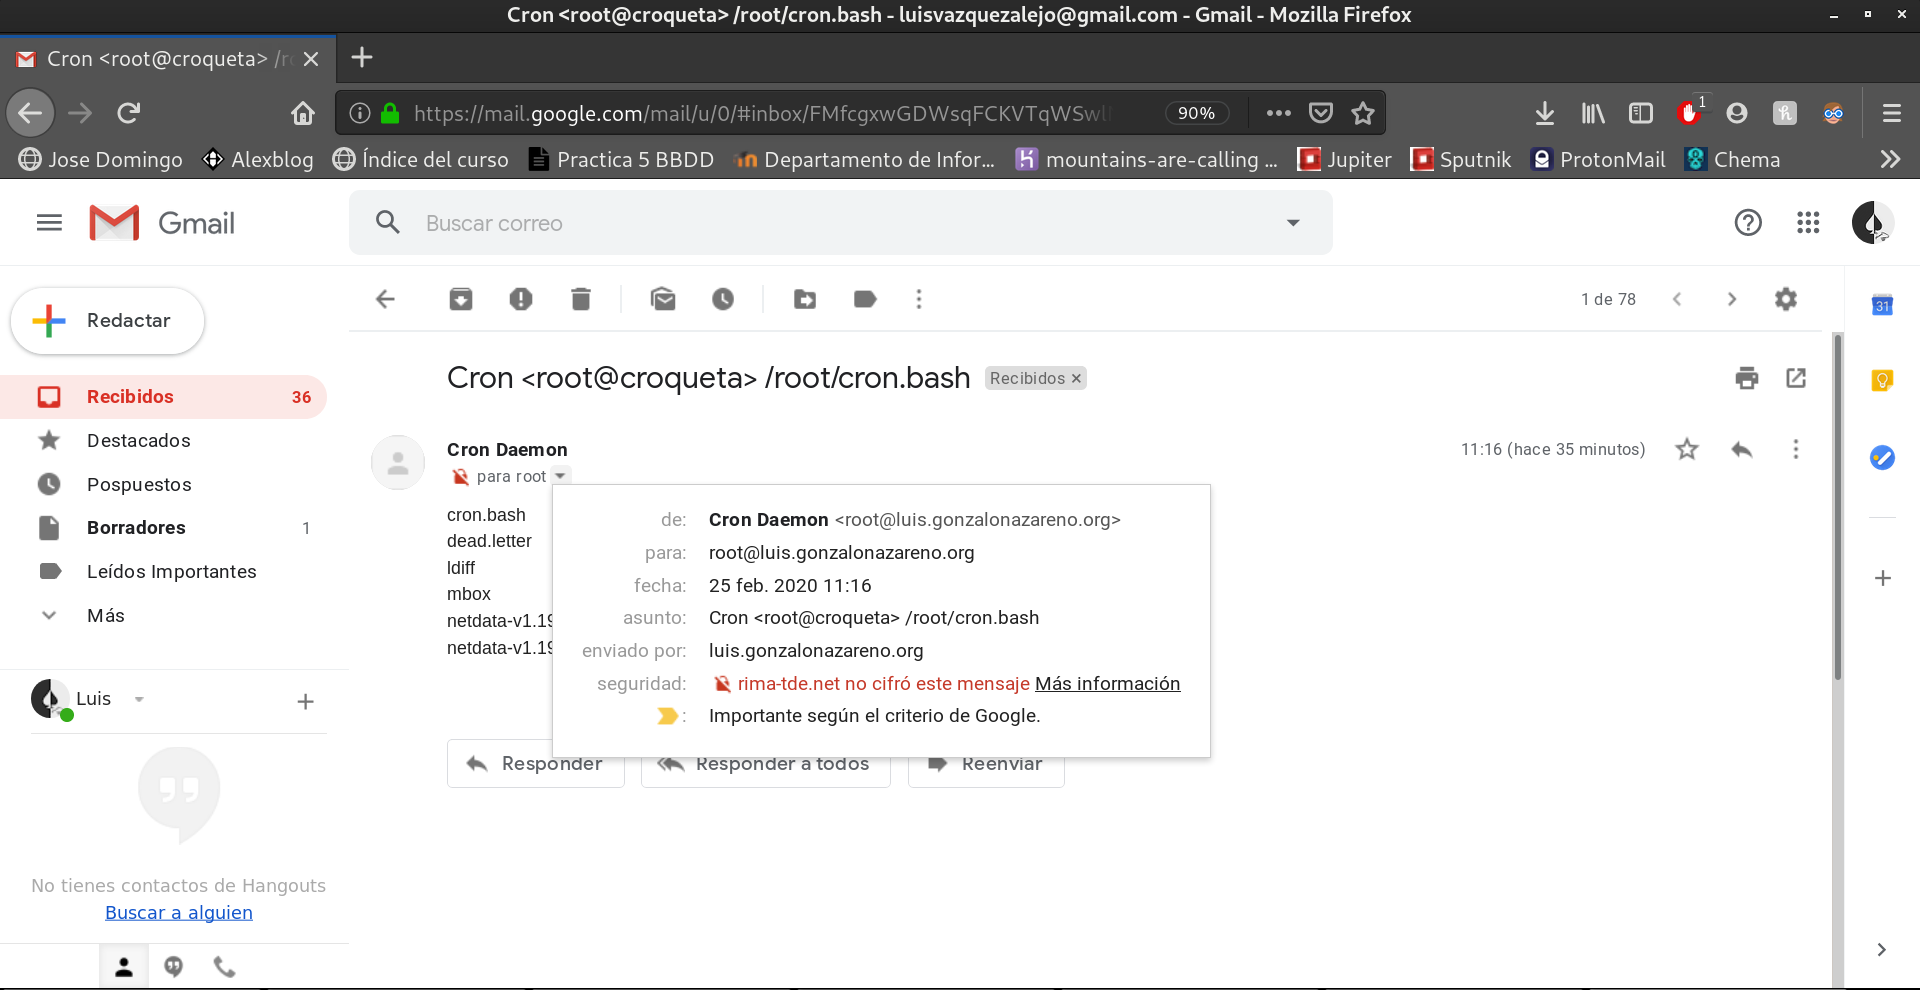 Cron <root@croqueta> /root/cron.bash - luisvazquezalejo@gmail.com - Gmail - Mozilla Firefox
Cron <root@croqueta> /r
https://mail.google.com/mail/u/0/#inbox/FMfcgxwGDWsqFCKVTqWSwl
90%
1
Jose Domingo
Alexblog
Índice del curso
Practica 5 BBDD
Departamento de Infor...
mountains-are-calling ...
Jupiter
Sputnik
ProtonMail
Chema
Gmail
Buscar correo
Redactar
1 de 78
31
Recibidos 36
Destacados
Pospuestos
Borradores 1
Leídos Importantes
Más
Luis
No tienes contactos de Hangouts
Buscar a alguien
Cron <root@croqueta> /root/cron.bash
Recibidos ×
Cron Daemon
11:16 (hace 35 minutos)
para root
cron.bash
dead.letter
ldiff
mbox
netdata-v1.19
netdata-v1.19
de: Cron Daemon <root@luis.gonzalonazareno.org>
para: root@luis.gonzalonazareno.org
fecha: 25 feb. 2020 11:16
asunto: Cron <root@croqueta> /root/cron.bash
enviado por: luis.gonzalonazareno.org
seguridad: rima-tde.net no cifró este mensaje Más información
: Importante según el criterio de Google.
Responder
Responder a todos
Reenviar